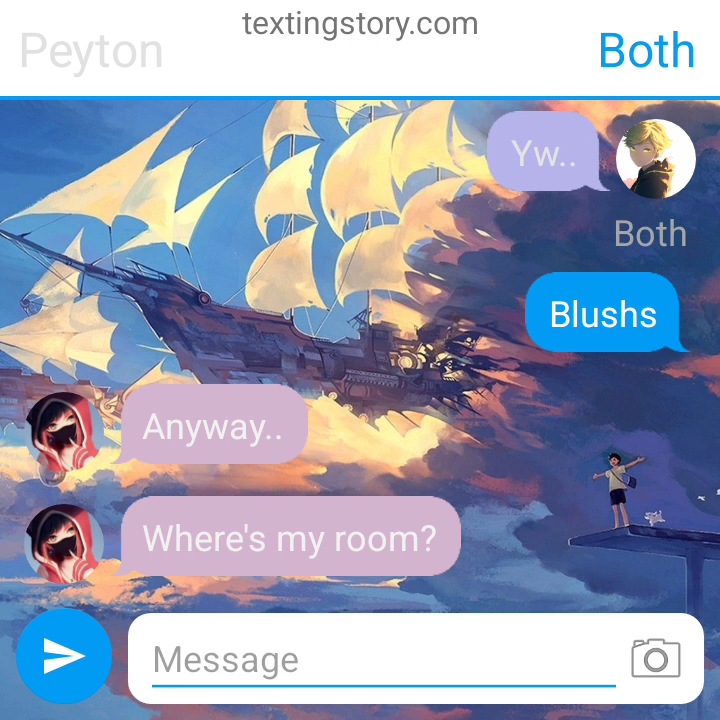 textingstory.com
Peyton
Both
Yw..
Both
Blushs
Anyway..
Where's my room?
Message